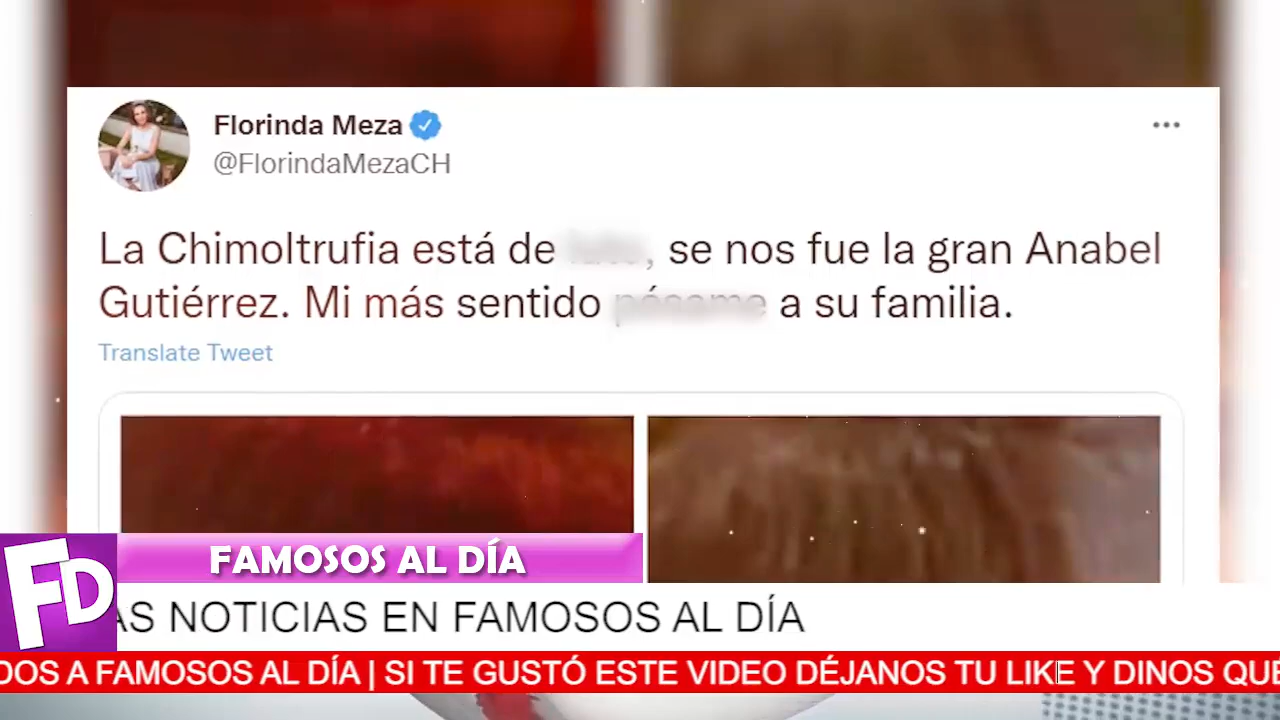 Florinda Meza
@FlorindaMezaCH
La Chimoltrufia está de , se nos fue la gran Anabel
Gutiérrez. Mi más sentido pésame a su familia.
Translate Tweet
FAMOSOS AL DÍA
FD
AS NOTICIAS EN FAMOSOS AL DÍA
DOS A FAMOSOS AL DÍA | SI TE GUSTÓ ESTE VIDEO DÉJANOS TU LIKE Y DINOS QUE